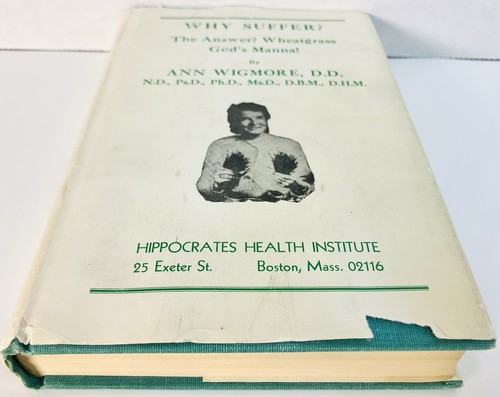 WHY SUFFER?
The Answer? Wheatgrass
God's Manna!
By
ANN WIGMORE, D.D.
N.D., Ps.D., Ph.D., Ms.D., D.B.M., D.H.M.
HIPPOCRATES HEALTH INSTITUTE
25 Exeter St. Boston, Mass. 02116